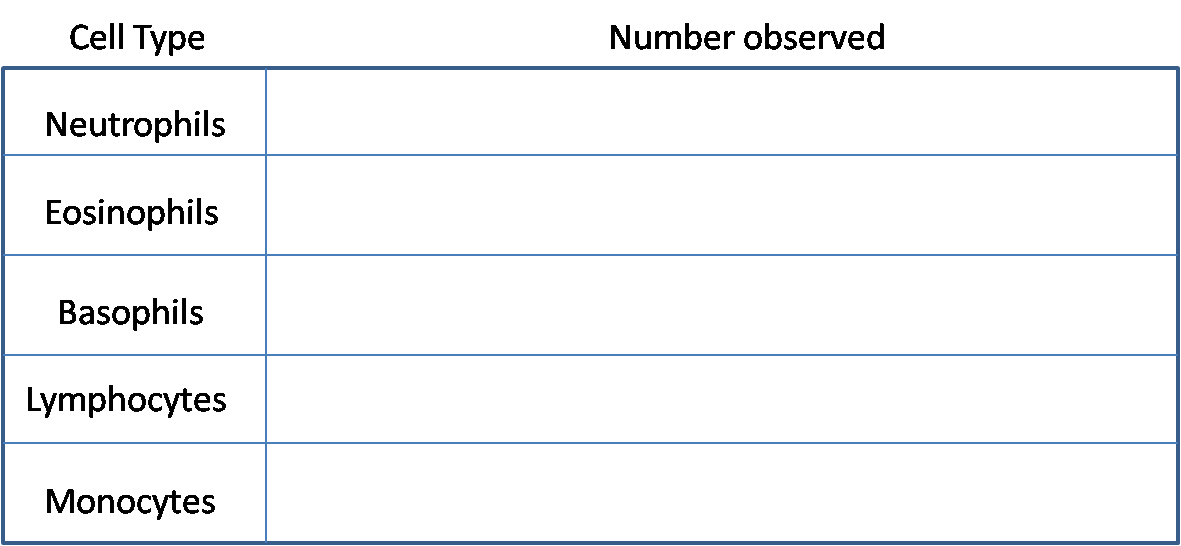 Cell Type Number observed
Neutrophils
Eosinophils
Basophils
Lymphocytes
Monocytes